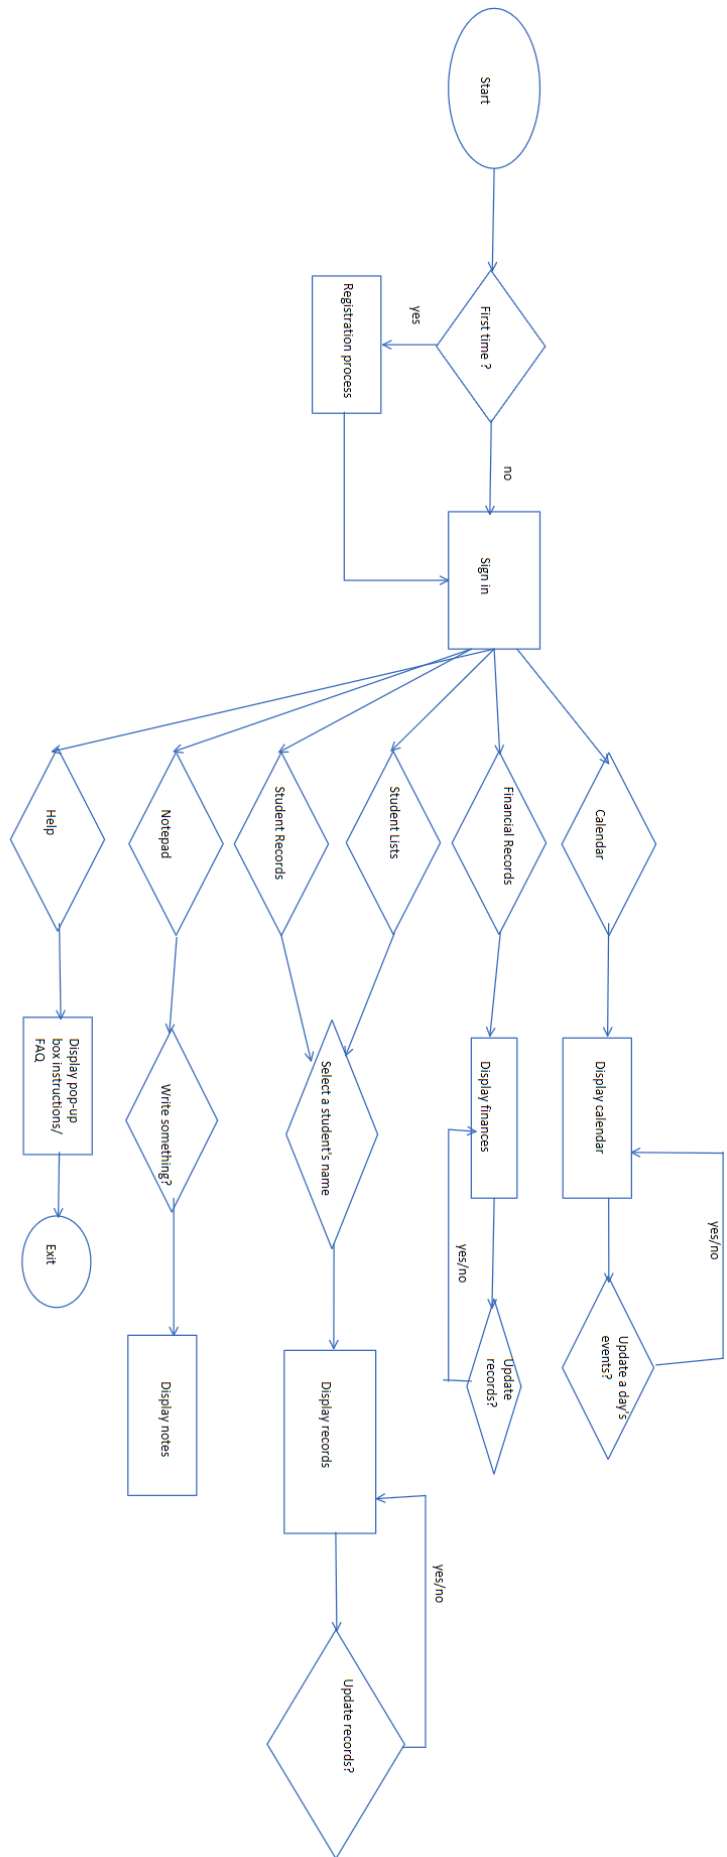 Start
First time ?
yes
no
Registration process
Sign in
Calendar
Financial Records
Student Lists
Student Records
Notepad
Help
Display calendar
Display finances
Select a student's name
Write something?
Display pop-up
box instructions/
FAQ
Update a day's
events?
yes/no
Update
records?
yes/no
Display records
Display notes
Exit
yes/no
Update records?